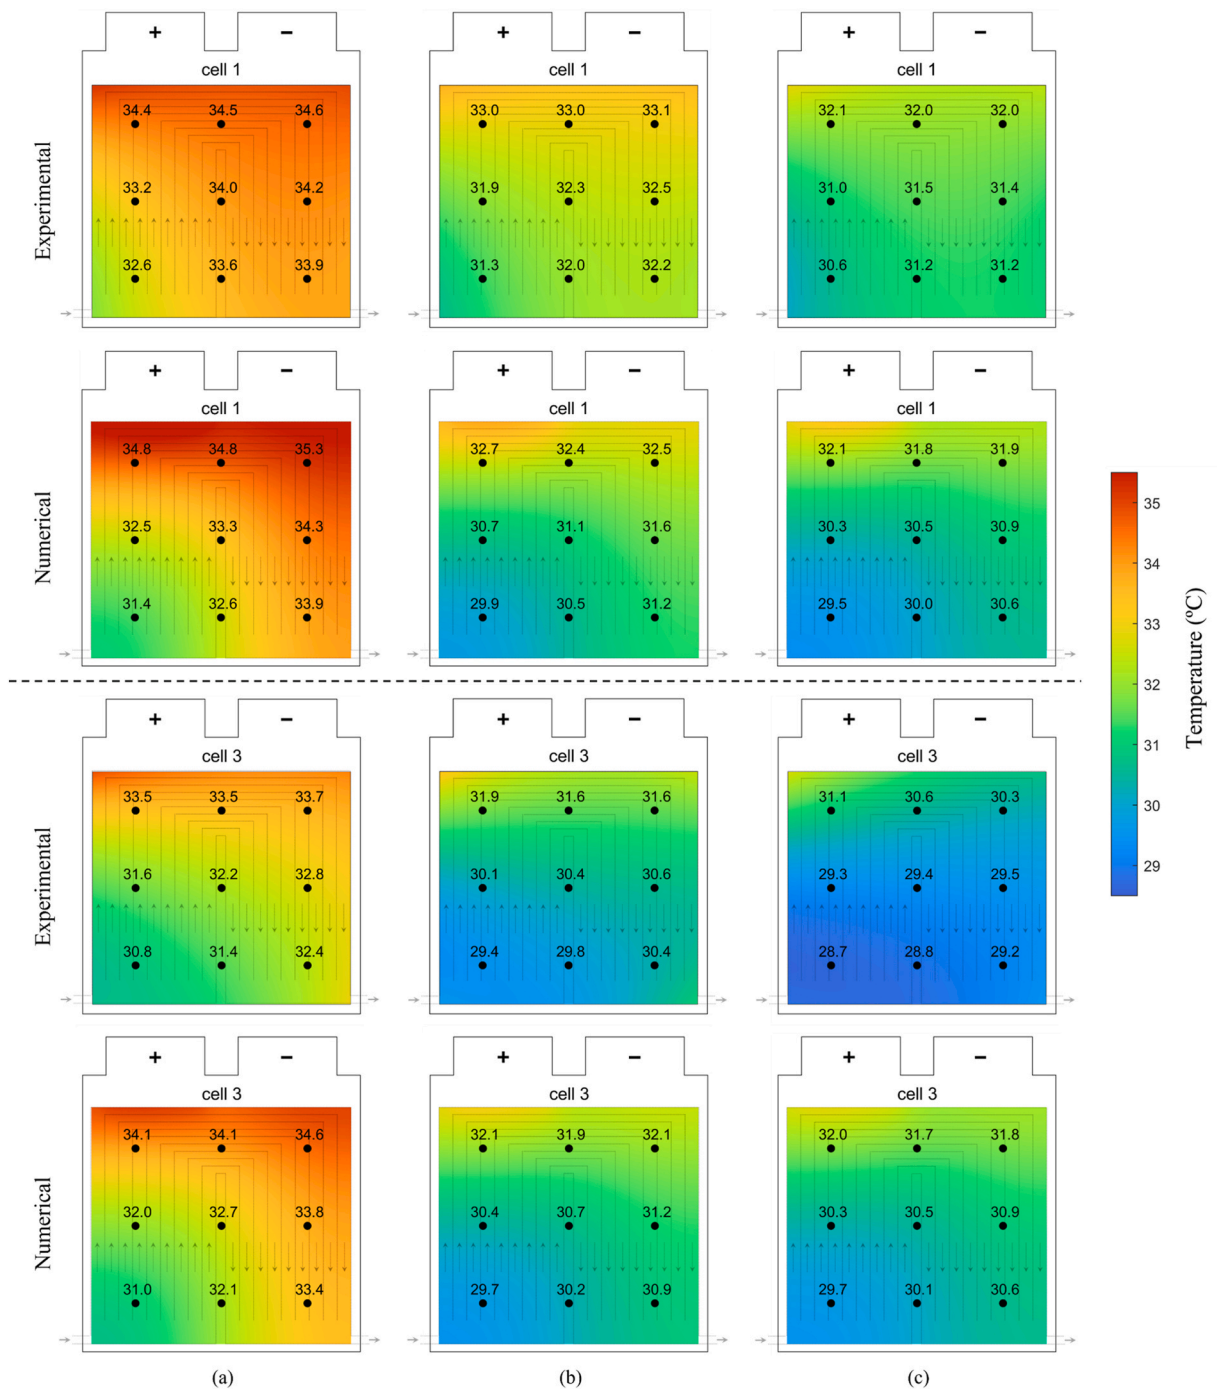 + − + − + −
cell 1 cell 1 cell 1
Experimental
34.4 34.5 34.6 33.0 33.0 33.1 32.1 32.0 32.0
33.2 34.0 34.2 31.9 32.3 32.5 31.0 31.5 31.4
32.6 33.6 33.9 31.3 32.0 32.2 30.6 31.2 31.2
+ − + − + −
cell 1 cell 1 cell 1
Numerical
34.8 34.8 35.3 32.7 32.4 32.5 32.1 31.8 31.9
32.5 33.3 34.3 30.7 31.1 31.6 30.3 30.5 30.9
31.4 32.6 33.9 29.9 30.5 31.2 29.5 30.0 30.6
+ − + − + −
cell 3 cell 3 cell 3
Experimental
33.5 33.5 33.7 31.9 31.6 31.6 31.1 30.6 30.3
31.6 32.2 32.8 30.1 30.4 30.6 29.3 29.4 29.5
30.8 31.4 32.4 29.4 29.8 30.4 28.7 28.8 29.2
+ − + − + −
cell 3 cell 3 cell 3
Numerical
34.1 34.1 34.6 32.1 31.9 32.1 32.0 31.7 31.8
32.0 32.7 33.8 30.4 30.7 31.2 30.3 30.5 30.9
31.0 32.1 33.4 29.7 30.2 30.9 29.7 30.1 30.6
(a) (b) (c)
35
34
33
32
31
30
29
Temperature (ºC)